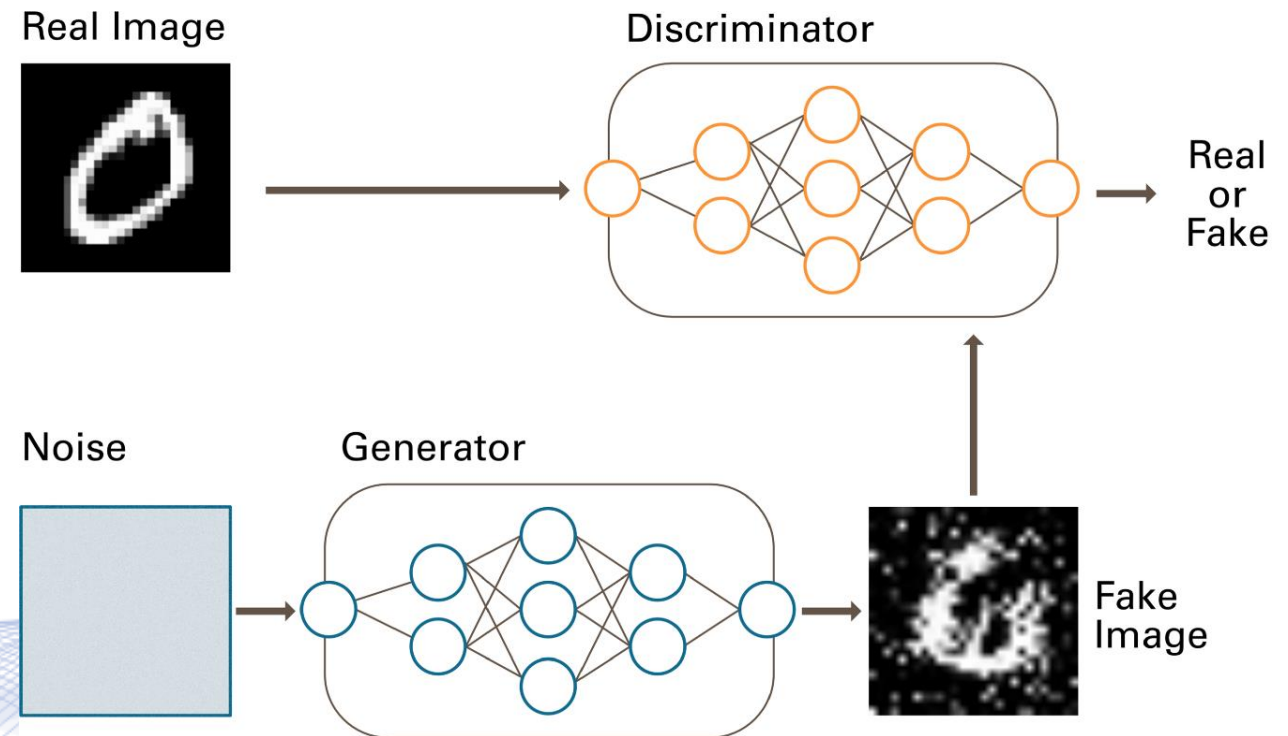 Real Image
Discriminator
Real
or
Fake
Noise
Generator
Fake
Image